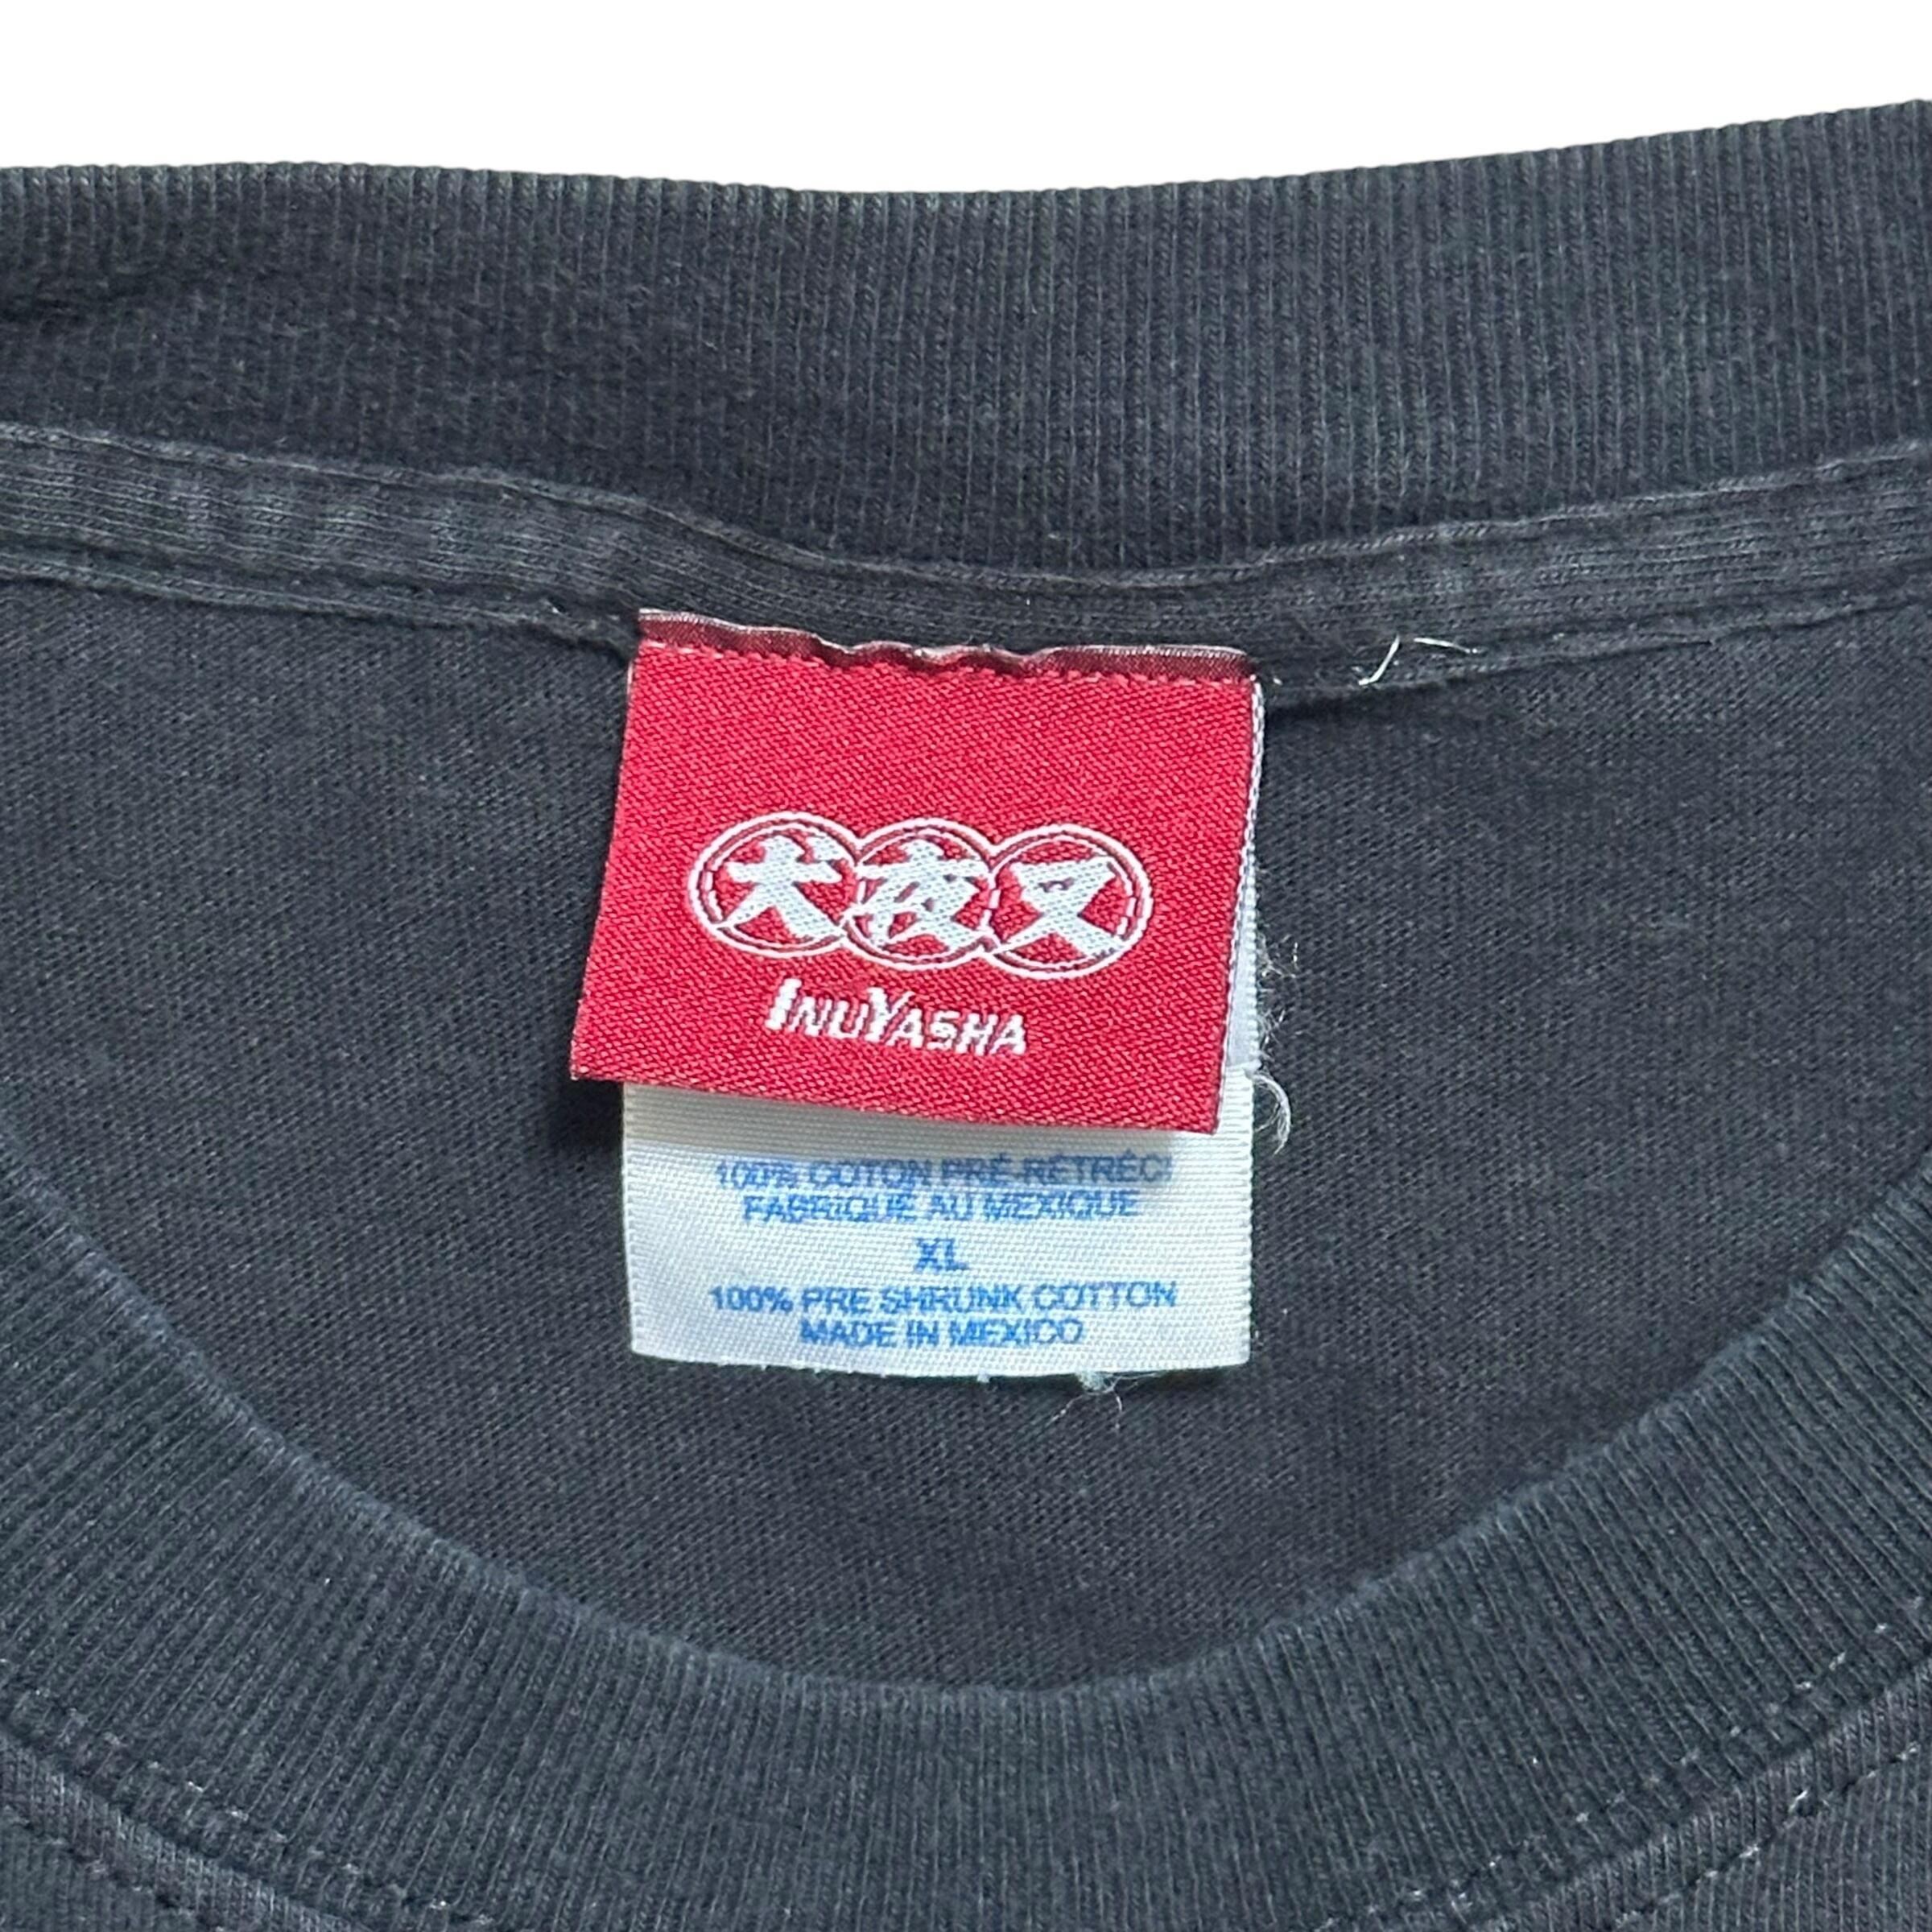 犬夜叉
INUYASHA
100% COTON PRÉ-RÉTRÉCI
FABRIQUÉ AU MEXIQUE
XL
100% PRE SHRUNK COTTON
MADE IN MEXICO